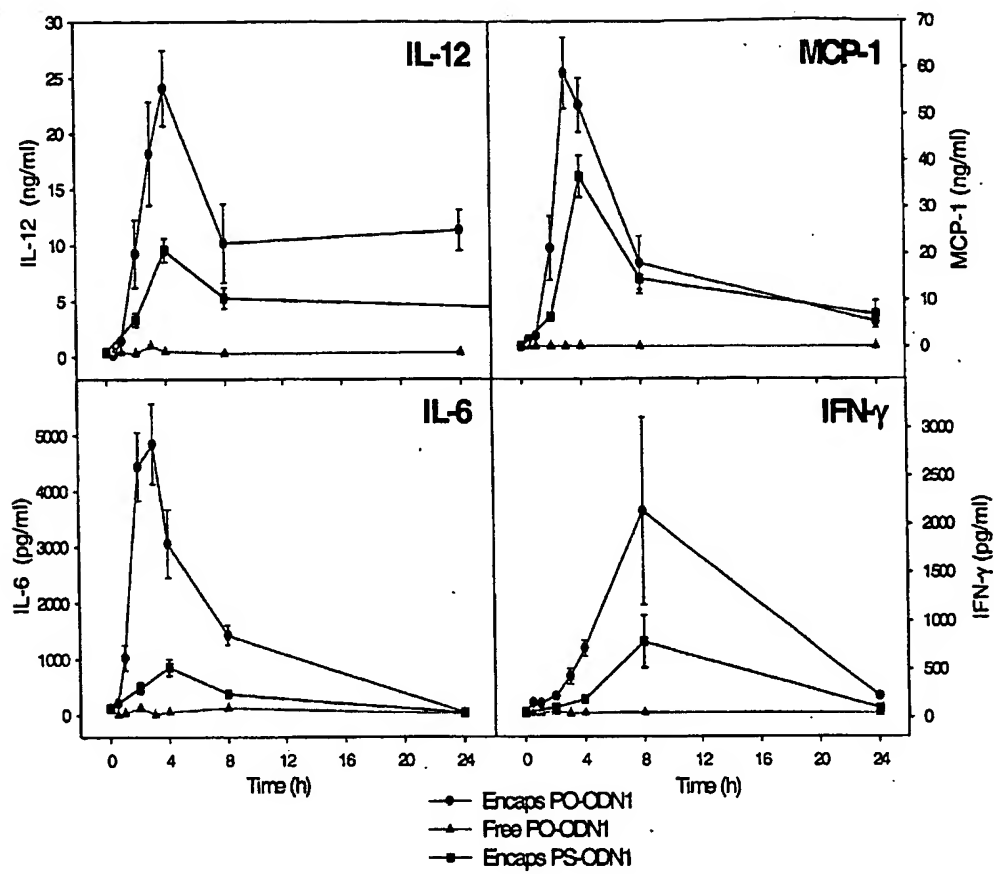 IL-12
MCP-1
30
25
20
15
10
5
0
IL-12 (ng/ml)
70
60
50
40
30
20
10
0
MCP-1 (ng/ml)
IL-6
IFN-γ
5000
4000
3000
2000
1000
0
IL-6 (pg/ml)
3000
2500
2000
1500
1000
500
0
IFN-γ (pg/ml)
0 4 8 12 16 20 24
0 4 8 12 16 20 24
Time (h)
Time (h)
Encaps PO-ODN1
Free PO-ODN1
Encaps PS-ODN1